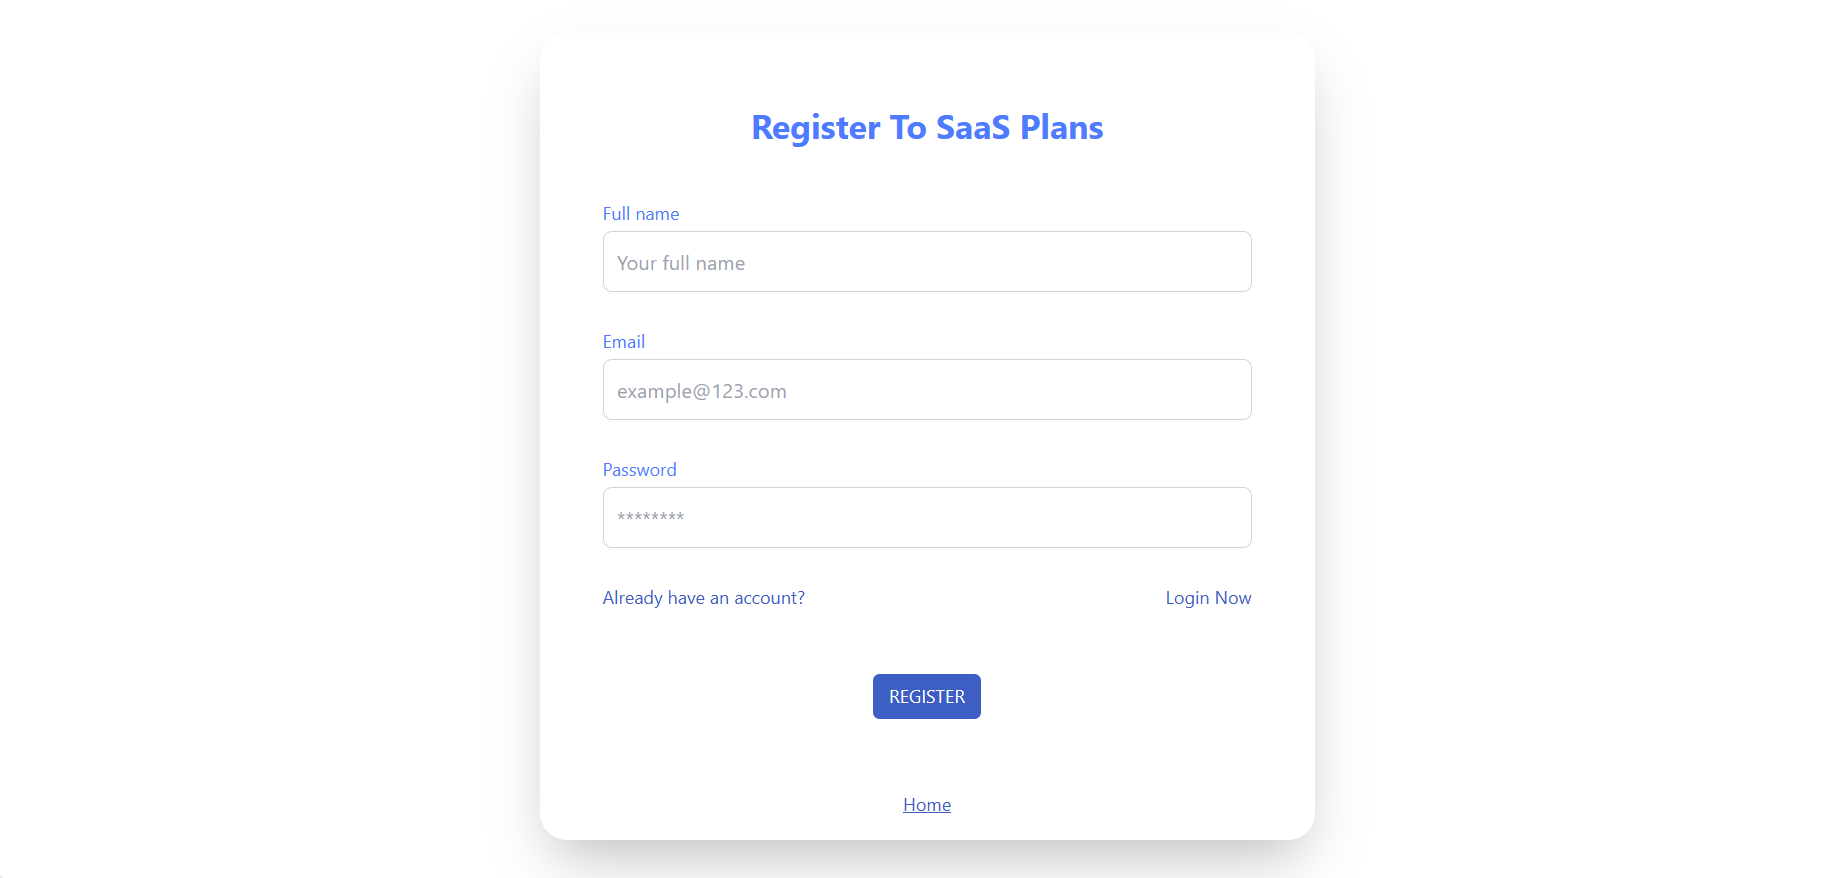 Register To SaaS Plans
Full name
Your full name
Email
example@123.com
Password
********
Already have an account? Login Now
REGISTER
Home